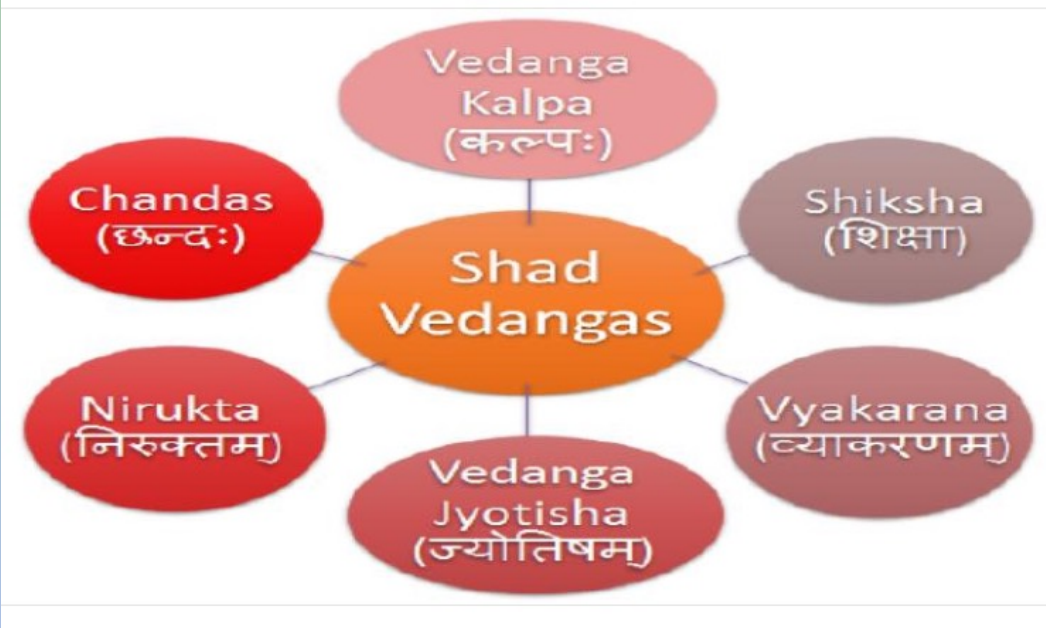 Vedanga
Kalpa
(कल्पः)
Chandas
(छन्दः)
Shiksha
(शिक्षा)
Shad
Vedangas
Nirukta
(निरुक्तम्)
Vyakarana
(व्याकरणम्)
Vedanga
Jyotisha
(ज्योतिषम्)